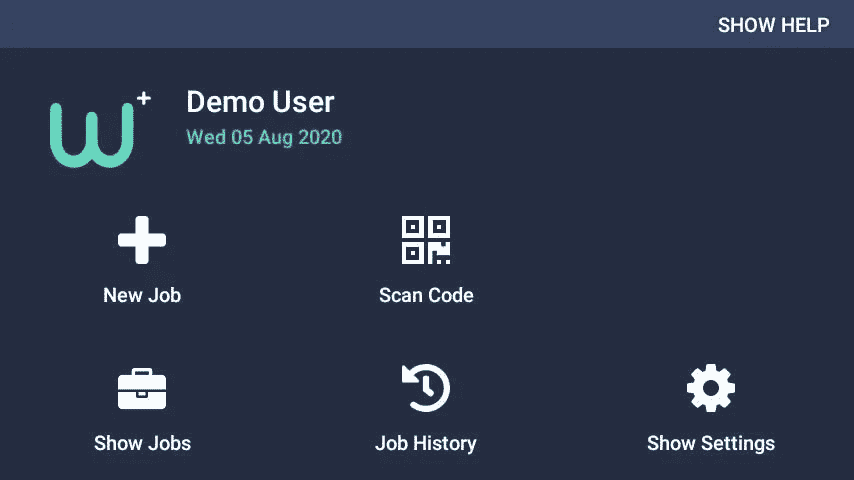 SHOW HELP
w+
Demo User
Wed 05 Aug 2020
New Job
Scan Code
Show Jobs
Job History
Show Settings